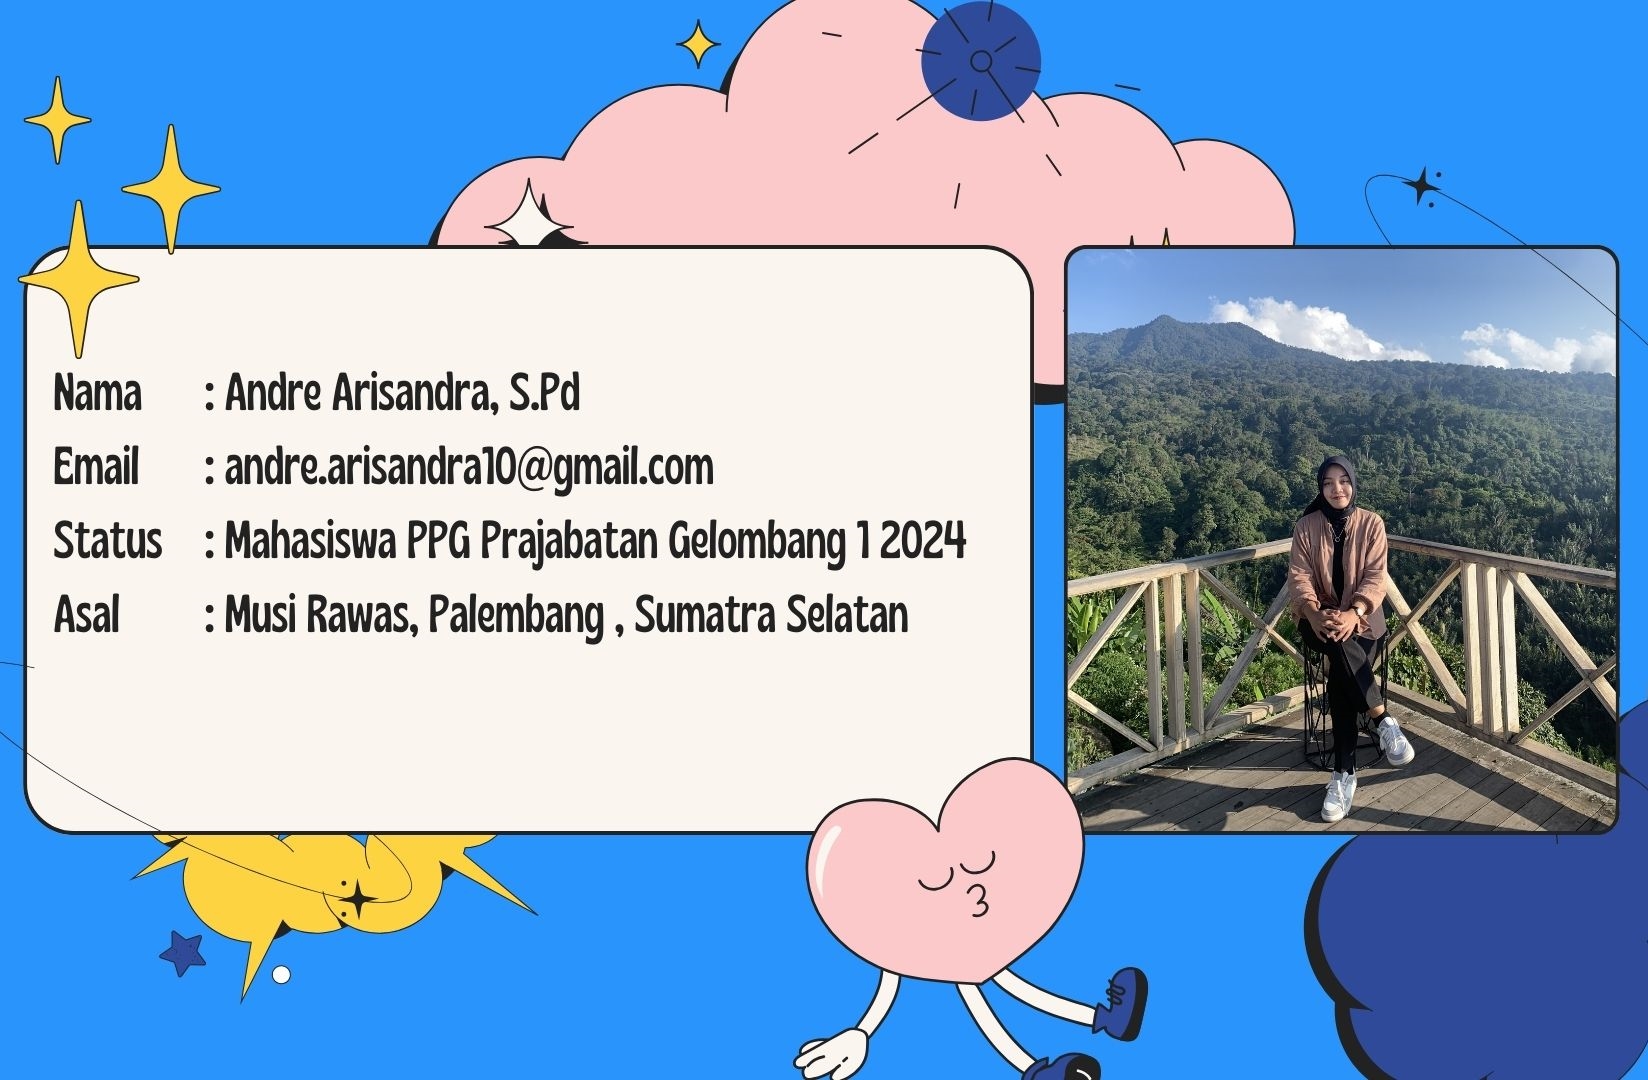 Nama : Andre Arisandra, S.Pd
Email : andre.arisandra10@gmail.com
Status : Mahasiswa PPG Prajabatan Gelombang 1 2024
Asal : Musi Rawas, Palembang , Sumatra Selatan